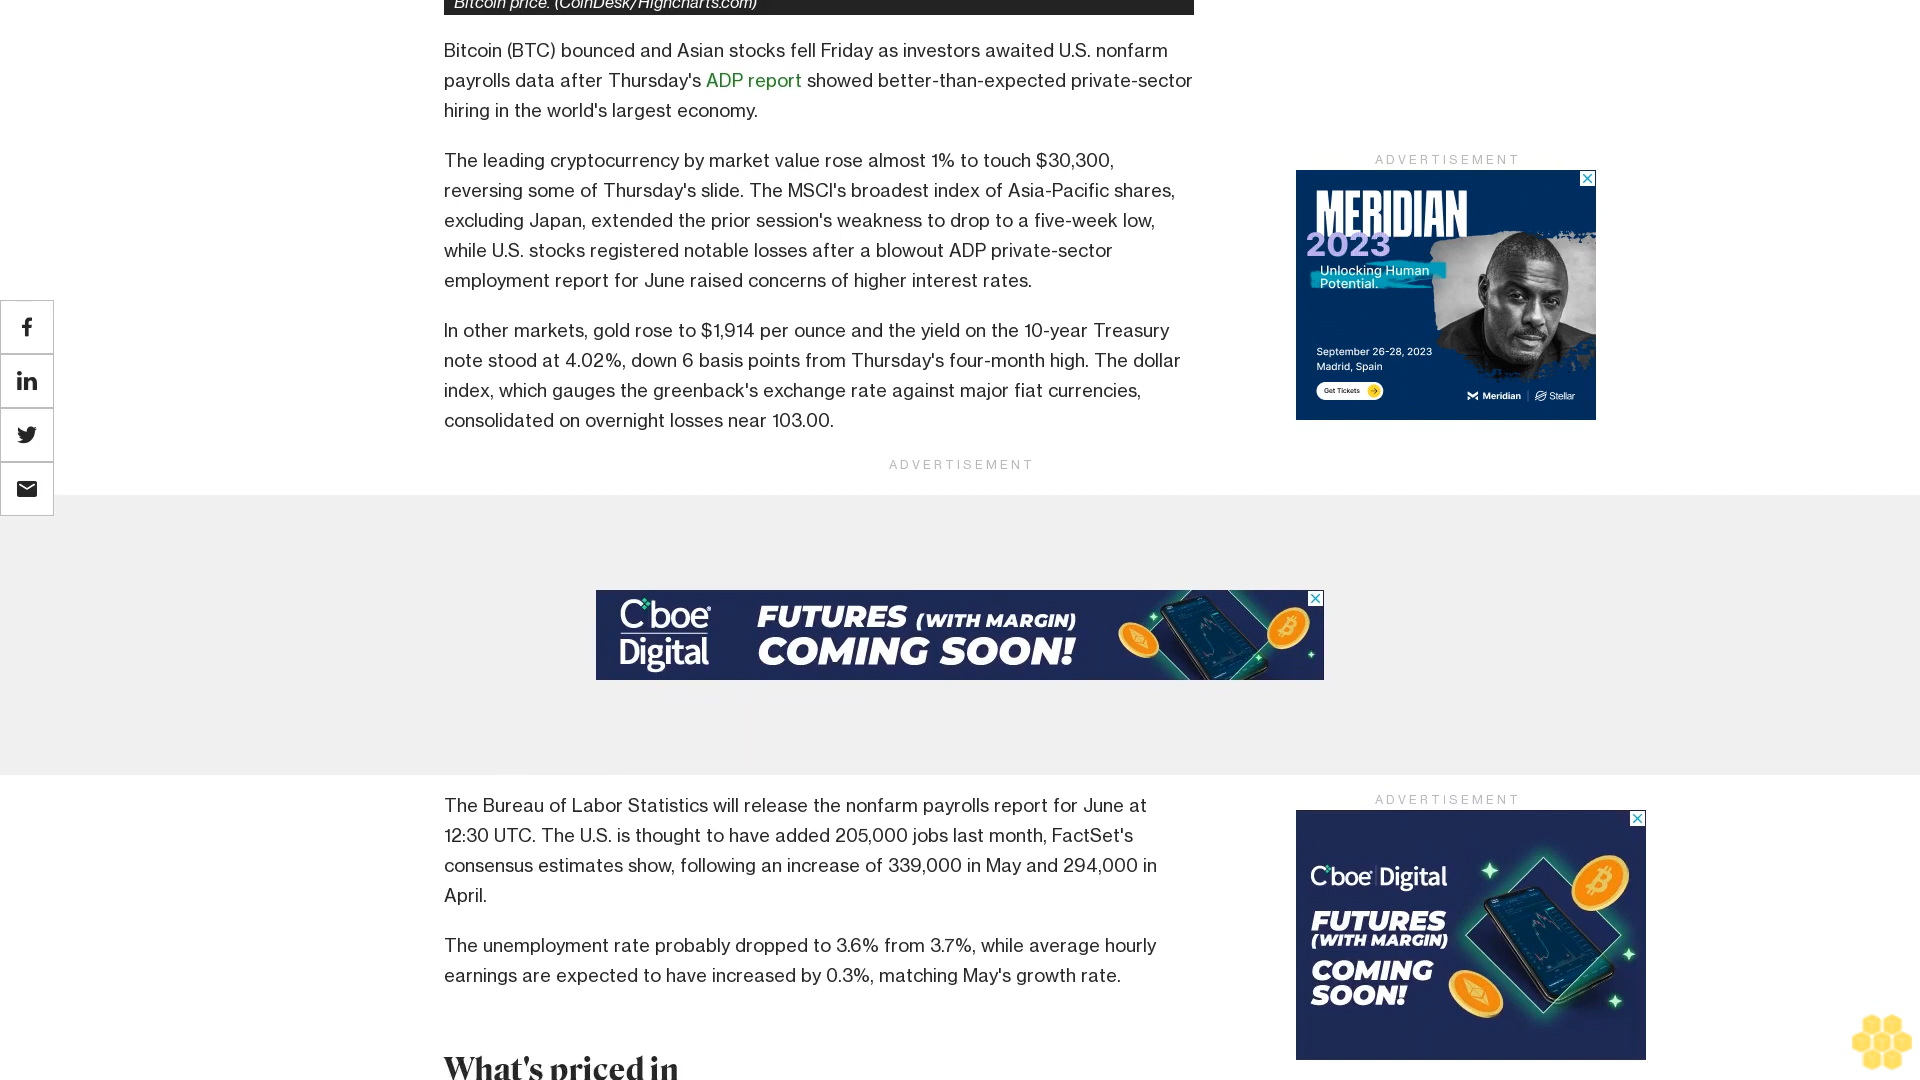 Bitcoin price. (CoinDesk/Highcharts.com)
Bitcoin (BTC) bounced and Asian stocks fell Friday as investors awaited U.S. nonfarm
payrolls data after Thursday's ADP report showed better-than-expected private-sector
hiring in the world's largest economy.
The leading cryptocurrency by market value rose almost 1% to touch $30,300,
reversing some of Thursday's slide. The MSCI's broadest index of Asia-Pacific shares,
excluding Japan, extended the prior session's weakness to drop to a five-week low,
while U.S. stocks registered notable losses after a blowout ADP private-sector
employment report for June raised concerns of higher interest rates.
In other markets, gold rose to $1,914 per ounce and the yield on the 10-year Treasury
note stood at 4.02%, down 6 basis points from Thursday's four-month high. The dollar
index, which gauges the greenback's exchange rate against major fiat currencies,
consolidated on overnight losses near 103.00.
ADVERTISEMENT
MERIDIAN
2023
Unlocking Human
Potential.
September 26-28, 2023
Madrid, Spain
Get Tickets
Meridian | Stellar
ADVERTISEMENT
Cboe
Digital
FUTURES (WITH MARGIN)
COMING SOON!
The Bureau of Labor Statistics will release the nonfarm payrolls report for June at
12:30 UTC. The U.S. is thought to have added 205,000 jobs last month, FactSet's
consensus estimates show, following an increase of 339,000 in May and 294,000 in
April.
The unemployment rate probably dropped to 3.6% from 3.7%, while average hourly
earnings are expected to have increased by 0.3%, matching May's growth rate.
What's priced in
ADVERTISEMENT
Cboe Digital
FUTURES
(WITH MARGIN)
COMING
SOON!